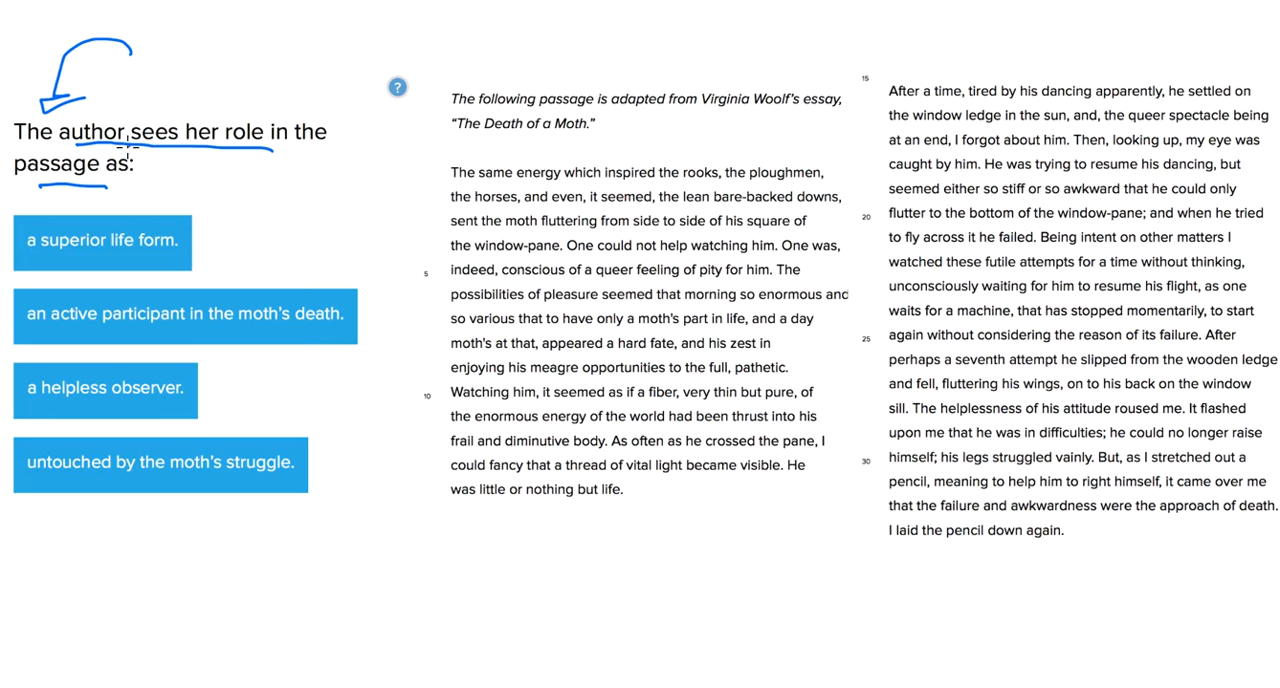 The author sees her role in the
passage as:
a superior life form.
an active participant in the moth's death.
a helpless observer.
untouched by the moth's struggle.
?
The following passage is adapted from Virginia Woolf's essay,
"The Death of a Moth."
The same energy which inspired the rooks, the ploughmen,
the horses, and even, it seemed, the lean bare-backed downs,
sent the moth fluttering from side to side of his square of
the window-pane. One could not help watching him. One was,
5 indeed, conscious of a queer feeling of pity for him. The
possibilities of pleasure seemed that morning so enormous and
so various that to have only a moth's part in life, and a day
moth's at that, appeared a hard fate, and his zest in
enjoying his meagre opportunities to the full, pathetic.
10 Watching him, it seemed as if a fiber, very thin but pure, of
the enormous energy of the world had been thrust into his
frail and diminutive body. As often as he crossed the pane, I
could fancy that a thread of vital light became visible. He
was little or nothing but life.
15
After a time, tired by his dancing apparently, he settled on
the window ledge in the sun, and, the queer spectacle being
at an end, I forgot about him. Then, looking up, my eye was
caught by him. He was trying to resume his dancing, but
seemed either so stiff or so awkward that he could only
20 flutter to the bottom of the window-pane; and when he tried
to fly across it he failed. Being intent on other matters I
watched these futile attempts for a time without thinking,
unconsciously waiting for him to resume his flight, as one
waits for a machine, that has stopped momentarily, to start
25 again without considering the reason of its failure. After
perhaps a seventh attempt he slipped from the wooden ledge
and fell, fluttering his wings, on to his back on the window
sill. The helplessness of his attitude roused me. It flashed
upon me that he was in difficulties; he could no longer raise
30 himself; his legs struggled vainly. But, as I stretched out a
pencil, meaning to help him to right himself, it came over me
that the failure and awkwardness were the approach of death.
I laid the pencil down again.